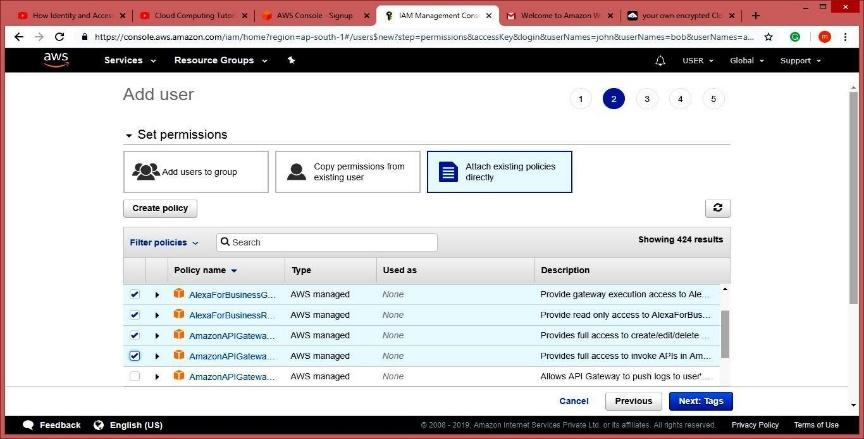 How Identity and Access
Cloud Computing Tutor
AWS Console - Signup
IAM Management Cons
Welcome to Amazon W
your own encrypted Clo
https://console.aws.amazon.com/iam/home?region=ap-south-1#/users$new?step=permissions&accessKey&login&userNames=john&userNames=bob&userNames=a...
aws Services Resource Groups USER Global Support
Add user
1 2 3 4 5
Set permissions
Add users to group
Copy permissions from
existing user
Attach existing policies
directly
Create policy
Filter policies Search Showing 424 results
Policy name Type Used as Description
AlexaForBusinessG... AWS managed None Provide gateway execution access to Ale...
AlexaForBusinessR... AWS managed None Provide read only access to AlexaForBus...
AmazonAPIGatewa... AWS managed None Provides full access to create/edit/delete ...
AmazonAPIGatewa... AWS managed None Provides full access to invoke APIs in Am...
AmazonAPIGatewa... AWS managed None Allows API Gateway to push logs to user'...
Cancel Previous Next: Tags
Feedback English (US) © 2008 - 2019, Amazon Internet Services Private Ltd. or its affiliates. All rights reserved. Privacy Policy Terms of Use